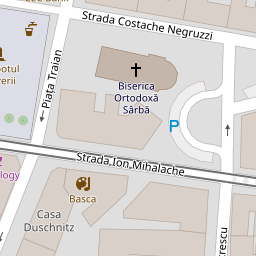 Strada Costache Negruzzi
Piața Traian
Biserica
Ortodoxă
Sârbă
P
Strada Ion Mihalache
Basca
Casa
Duschnitz